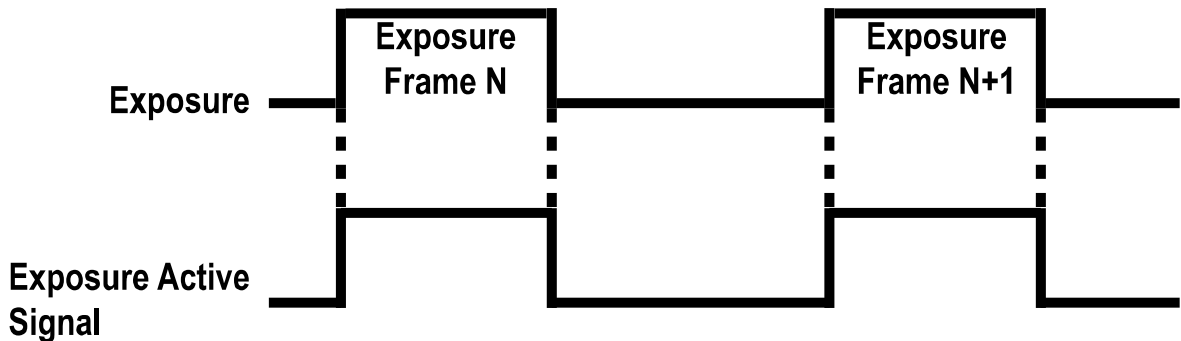 Exposure
Frame N
Exposure
Frame N+1
Exposure
Exposure Active
Signal